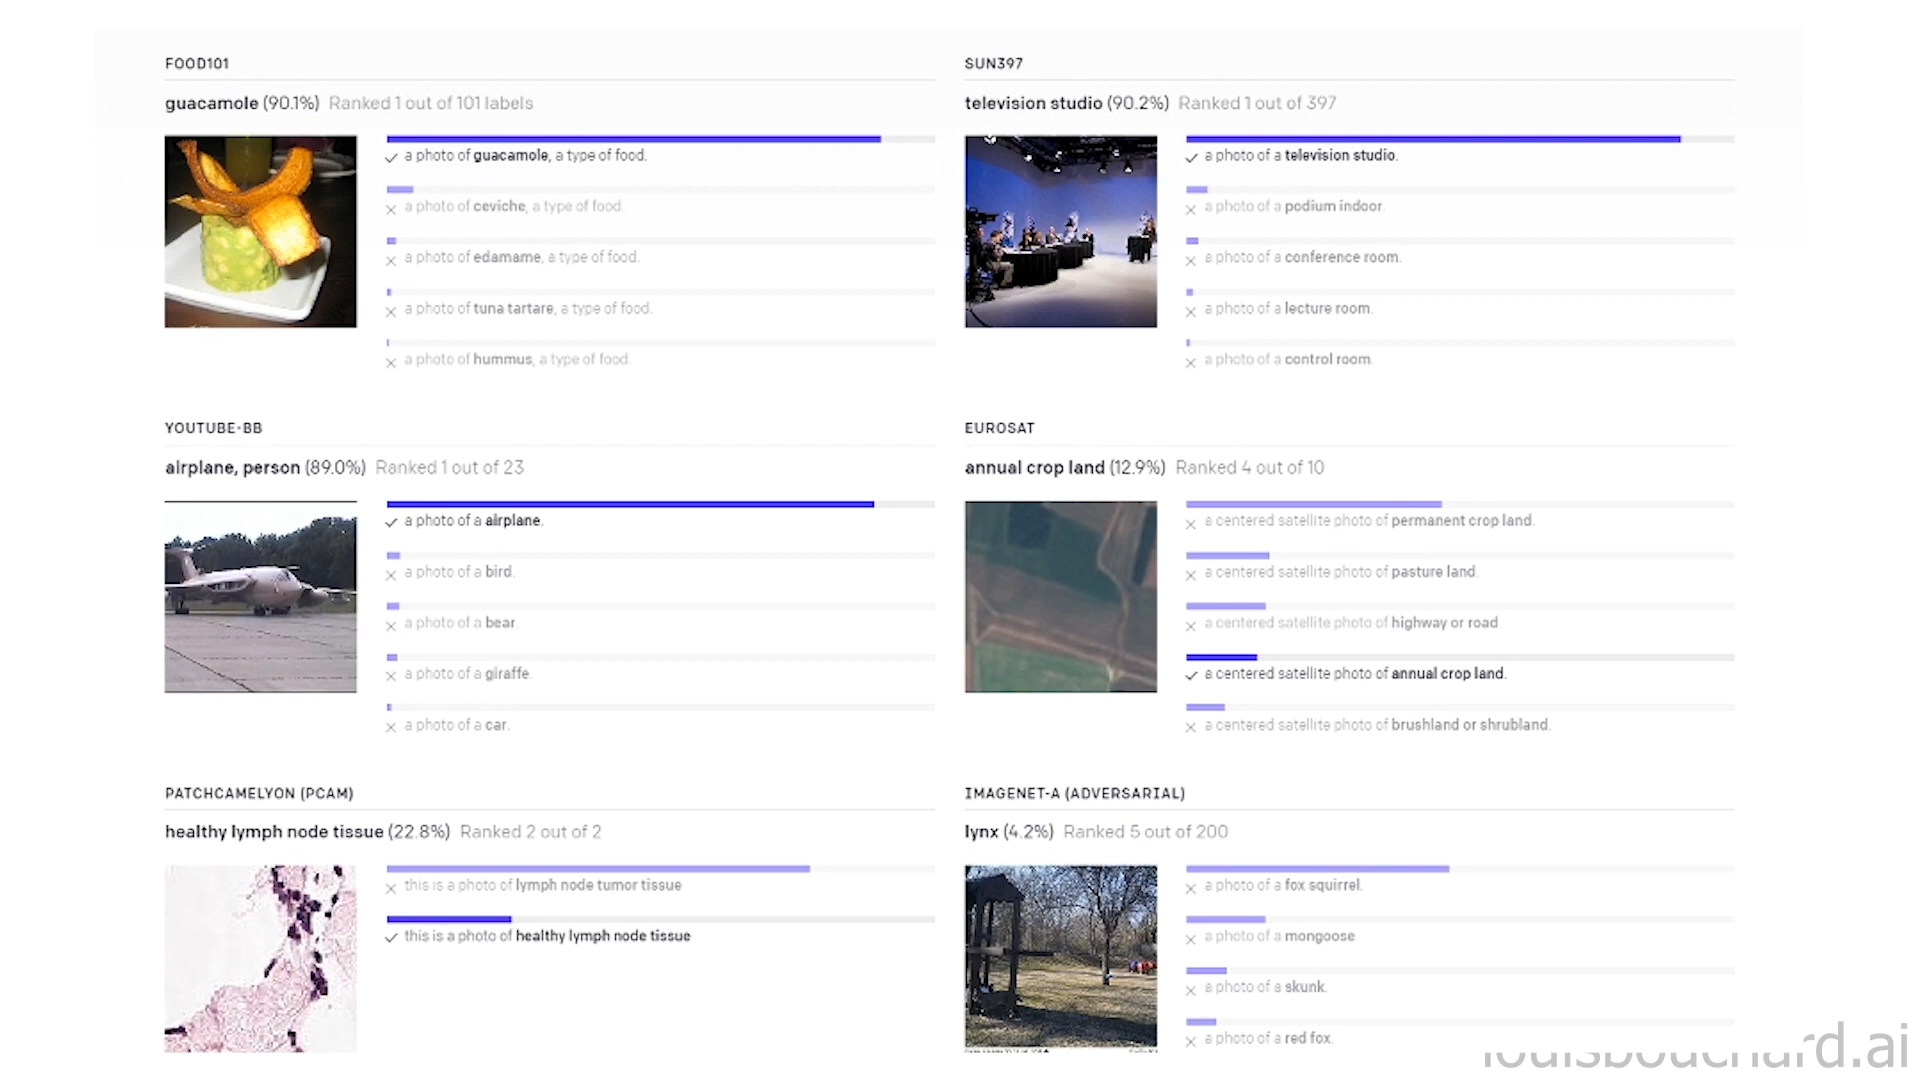 FOOD101
guacamole (90.1%) Ranked 1 out of 101 labels
a photo of guacamole, a type of food.
a photo of ceviche, a type of food.
a photo of edamame, a type of food.
a photo of tuna tartare, a type of food.
a photo of hummus, a type of food.
SUN397
television studio (90.2%) Ranked 1 out of 397
a photo of a television studio.
a photo of a podium indoor.
a photo of a conference room.
a photo of a lecture room.
a photo of a control room.
YOUTUBE-BB
airplane, person (89.0%) Ranked 1 out of 23
a photo of a airplane.
a photo of a bird.
a photo of a bear.
a photo of a giraffe.
a photo of a car.
EUROSAT
annual crop land (12.9%) Ranked 4 out of 10
a centered satellite photo of permanent crop land.
a centered satellite photo of pasture land.
a centered satellite photo of highway or road
a centered satellite photo of annual crop land.
a centered satellite photo of brushland or shrubland.
PATCHCAMELYON (PCAM)
healthy lymph node tissue (22.8%) Ranked 2 out of 2
this is a photo of lymph node tumor tissue
this is a photo of healthy lymph node tissue
IMAGENET-A (ADVERSARIAL)
lynx (4.2%) Ranked 5 out of 200
a photo of a fox squirrel.
a photo of a mongoose
a photo of a skunk.
a photo of a red fox.
louisbouchard.ai